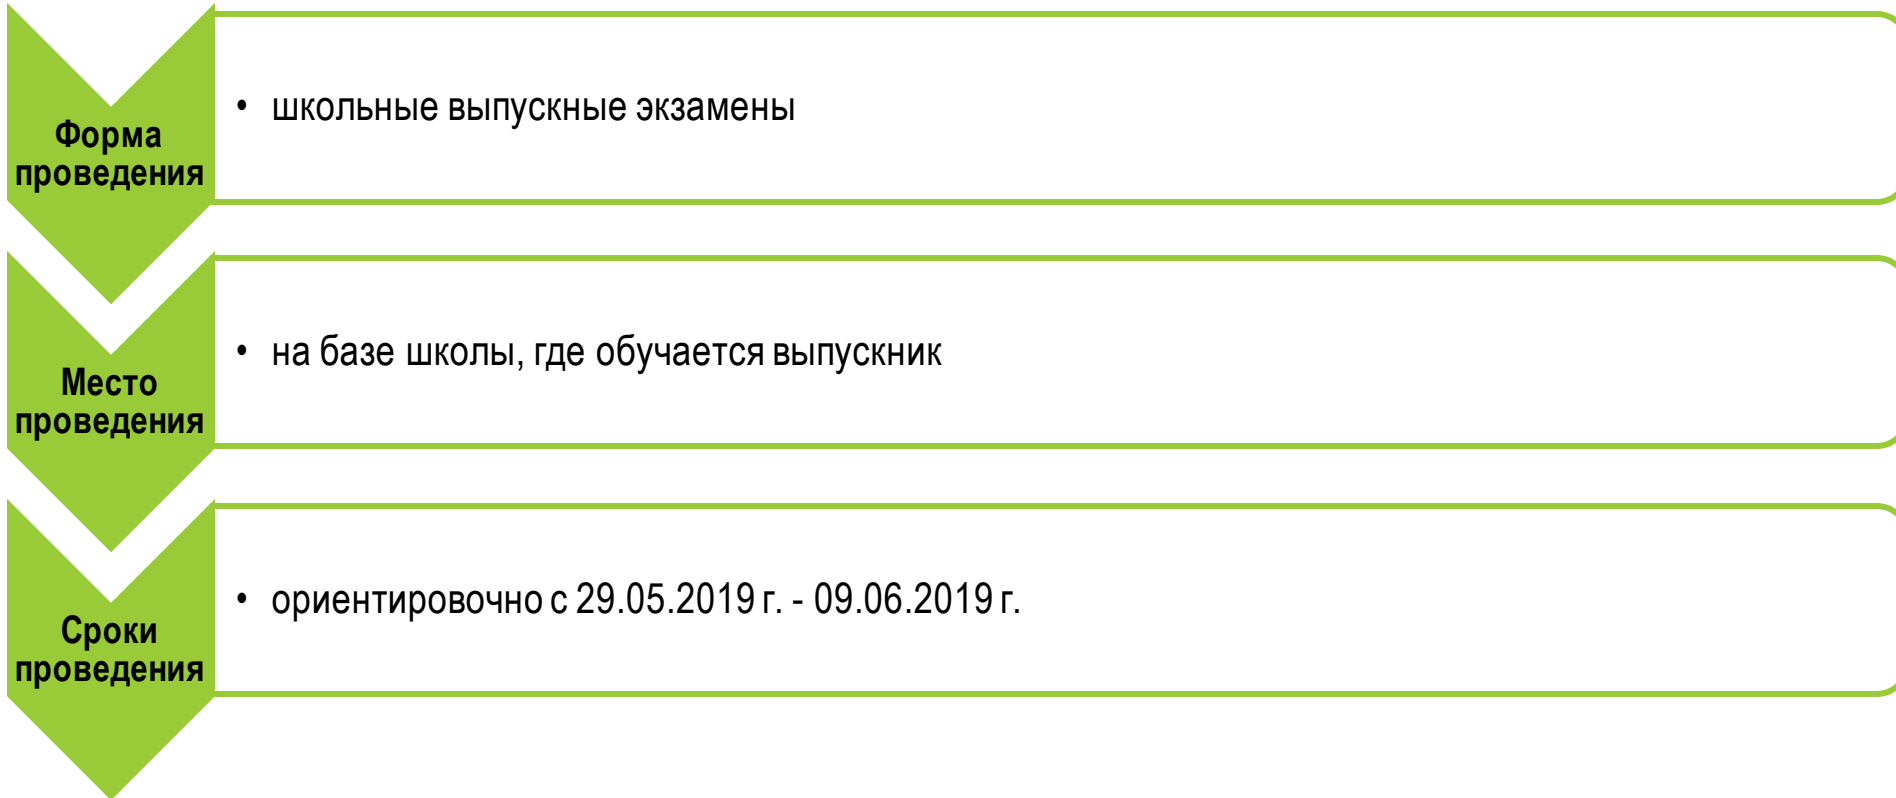 Форма
проведения
• школьные выпускные экзамены
Место
проведения
• на базе школы, где обучается выпускник
Сроки
проведения
• ориентировочно с 29.05.2019 г. - 09.06.2019 г.